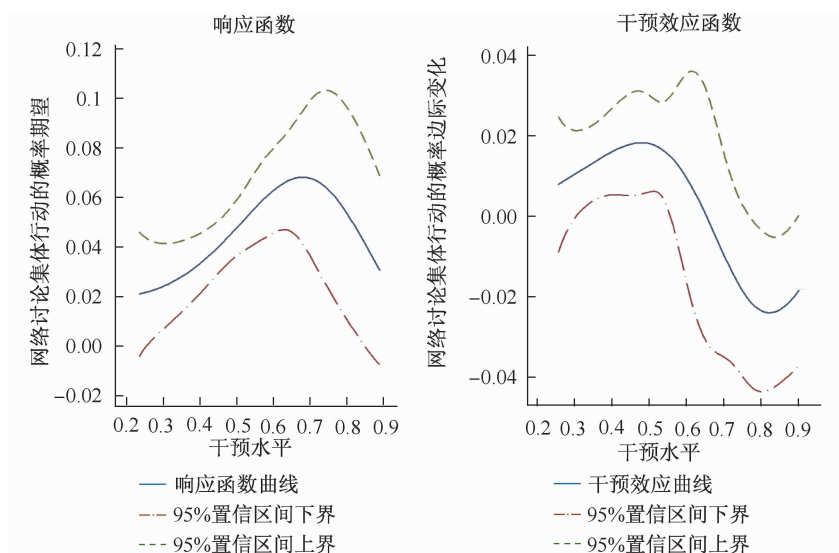 响应函数
网络讨论集体行动的概率期望
0.12
0.1
0.08
0.06
0.04
0.02
0.00
−0.02
0.2 0.3 0.4 0.5 0.6 0.7 0.8 0.9
干预水平
响应函数曲线
95%置信区间下界
95%置信区间上界
干预效应函数
网络讨论集体行动的概率边际变化
0.04
0.02
0.00
−0.02
−0.04
0.2 0.3 0.4 0.5 0.6 0.7 0.8 0.9
干预水平
干预效应曲线
95%置信区间下界
95%置信区间上界